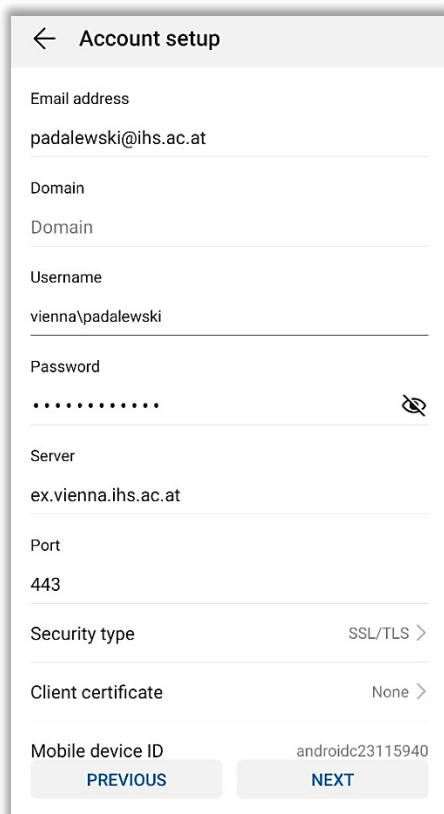 Account setup
Email address
padalewski@ihs.ac.at
Domain
Domain
Username
vienna\padalewski
Password
••••••••••••
Server
ex.vienna.ihs.ac.at
Port
443
Security type SSL/TLS
Client certificate None
Mobile device ID androidc23115940
PREVIOUS NEXT